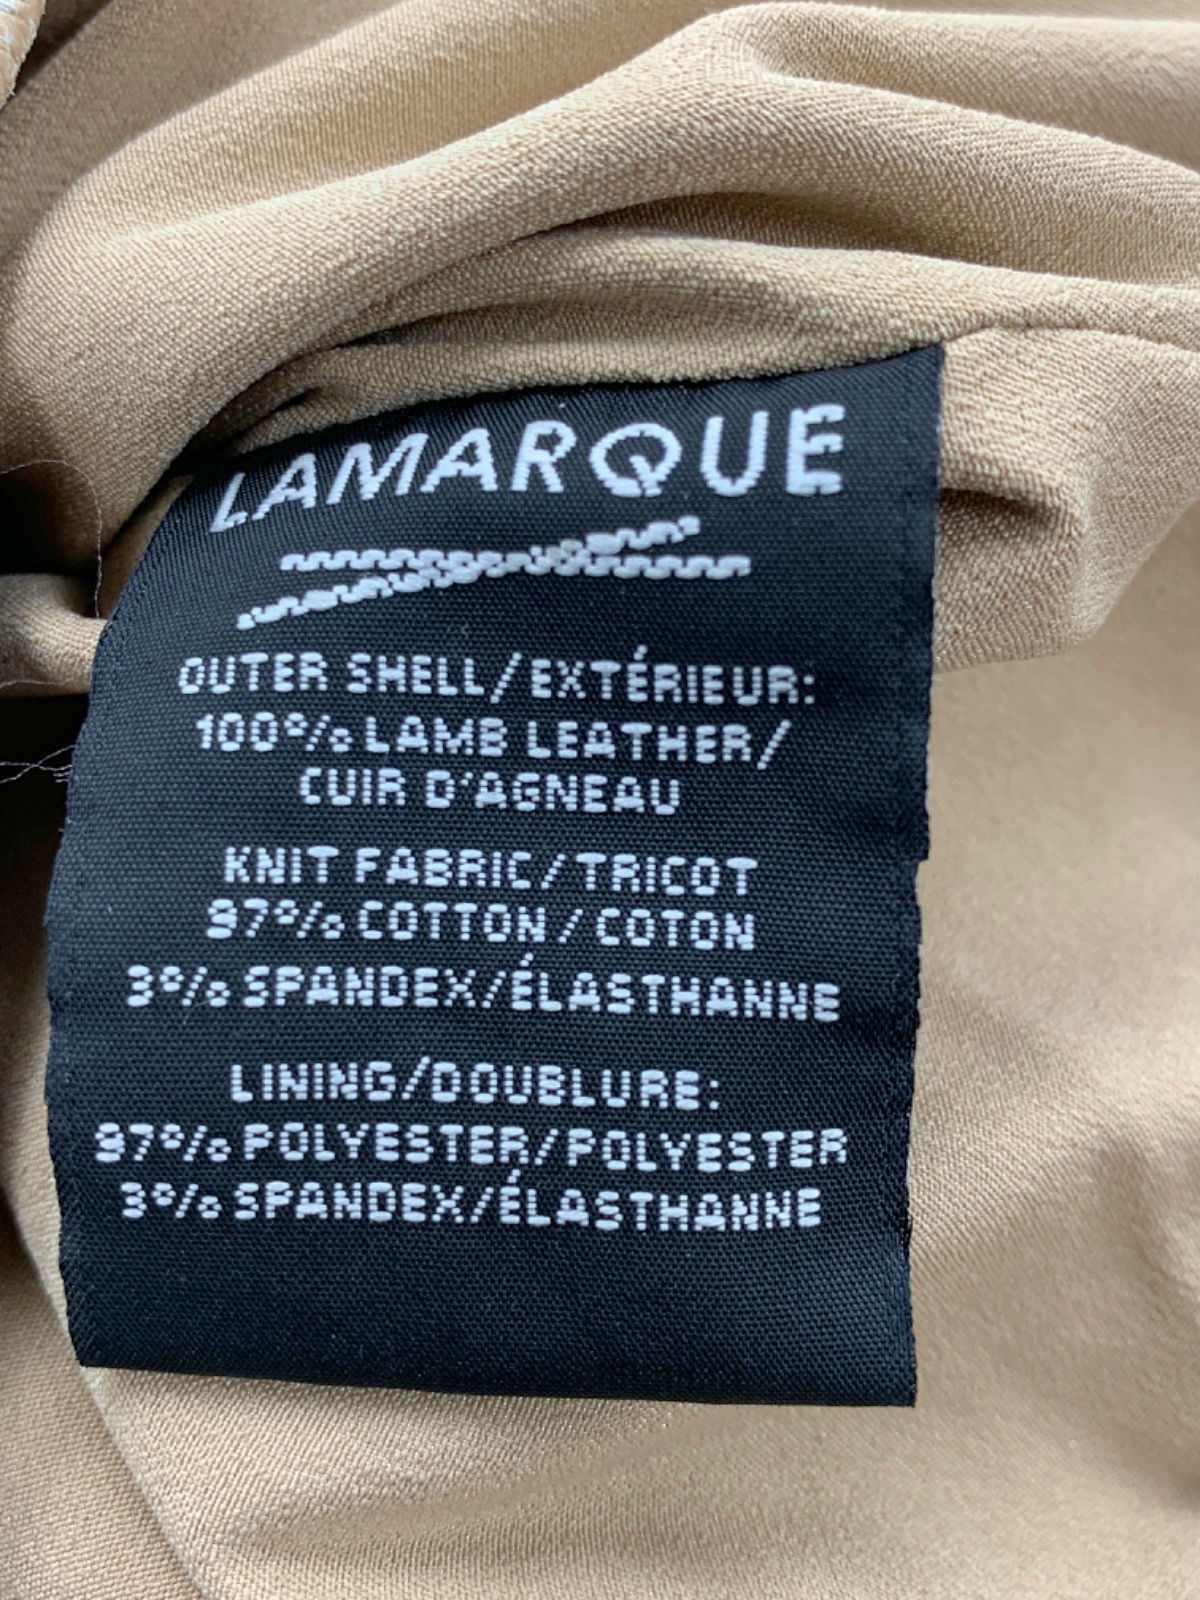 LAMARQUE
OUTER SHELL/EXTÉRIEUR:
100% LAMB LEATHER/
CUIR D'AGNEAU
KNIT FABRIC/TRICOT
97% COTTON/COTON
3% SPANDEX/ÉLASTHANNE
LINING/DOUBLURE:
97% POLYESTER/POLYESTER
3% SPANDEX/ÉLASTHANNE